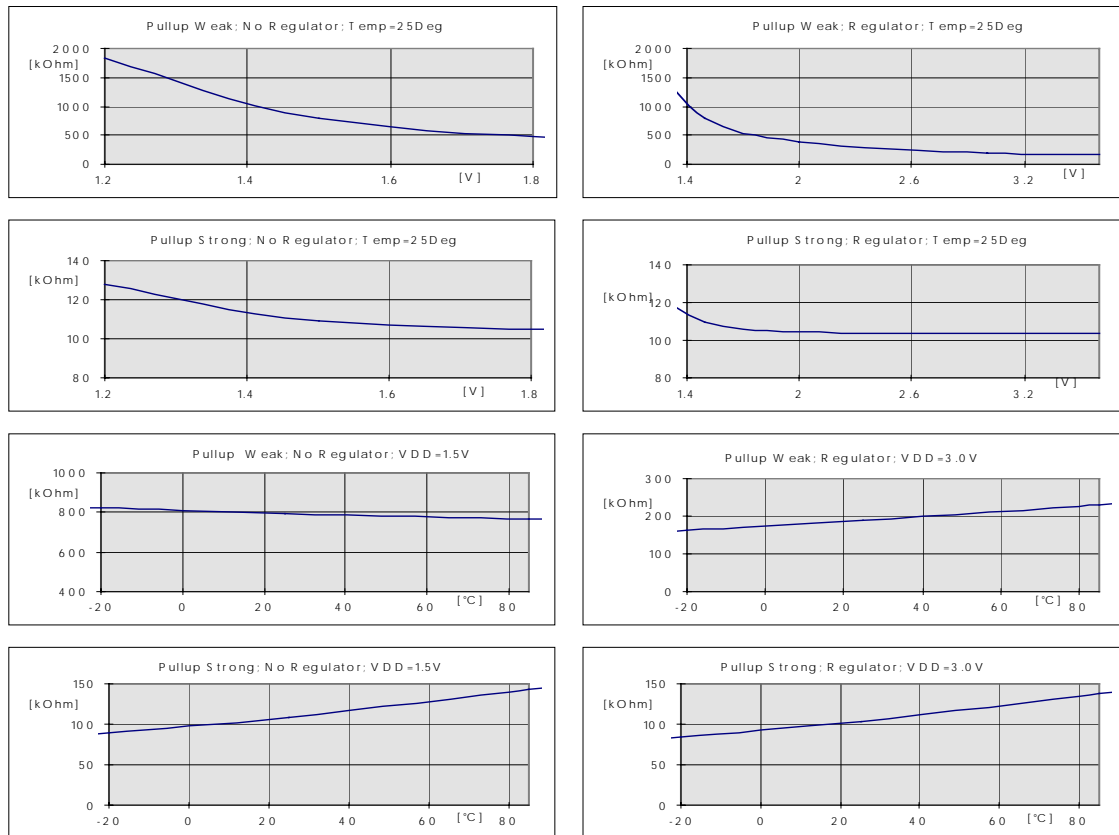 Pullup Weak; No Regulator; Temp=25Deg
2000
[kOhm]
1500
1000
500
0
1.2 1.4 1.6 [V] 1.8
Pullup Weak; Regulator; Temp=25Deg
2000
[kOhm]
1500
1000
500
0
1.4 2 2.6 3.2 [V]
Pullup Strong; No Regulator; Temp=25Deg
140
[kOhm]
120
100
80
1.2 1.4 1.6 [V] 1.8
Pullup Strong; Regulator; Temp=25Deg
140
[kOhm]
120
100
80
1.4 2 2.6 3.2 [V]
Pullup Weak; No Regulator; VDD=1.5V
1000
[kOhm]
800
600
400
-20 0 20 40 60 [°C] 80
Pullup Weak; Regulator; VDD=3.0V
300
[kOhm]
200
100
0
-20 0 20 40 60 [°C] 80
Pullup Strong; No Regulator; VDD=1.5V
150
[kOhm]
100
50
0
-20 0 20 40 60 [°C] 80
Pullup Strong; Regulator; VDD=3.0V
150
[kOhm]
100
50
0
-20 0 20 40 60 [°C] 80